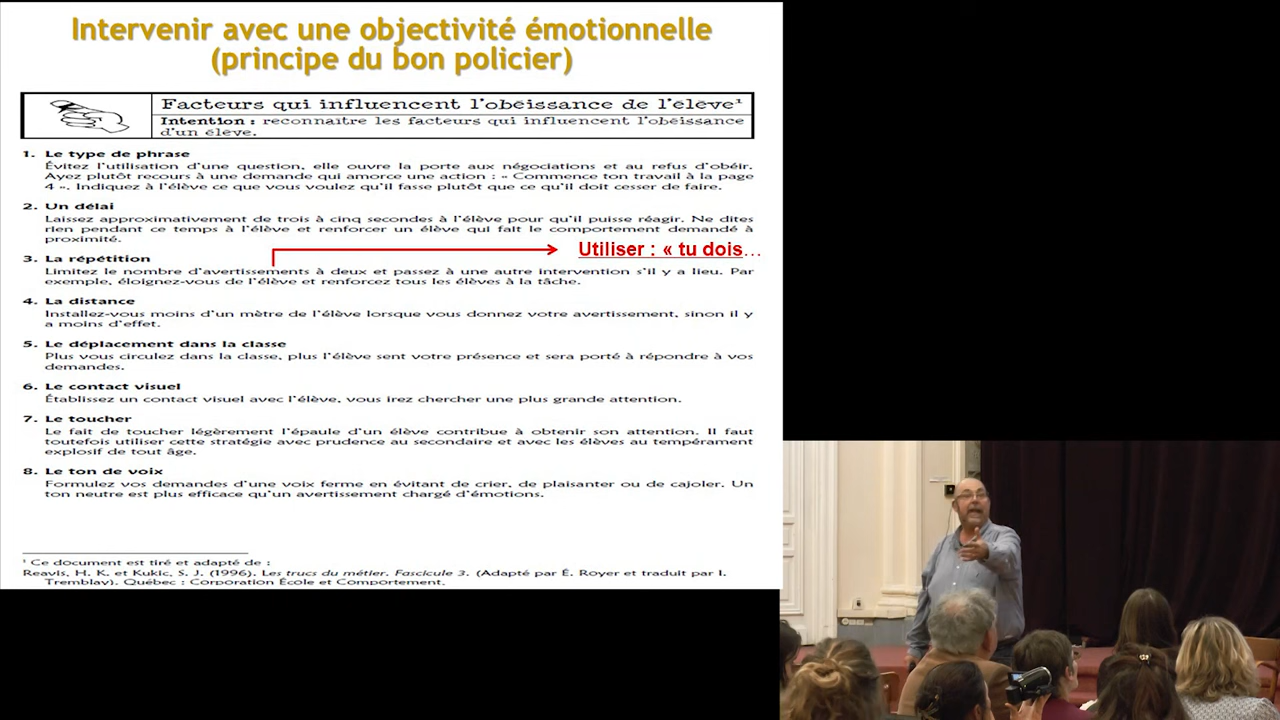 Intervenir avec une objectivité émotionnelle
(principe du bon policier)
Facteurs qui influencent l'obéissance de l'élève¹
Intention : reconnaître les facteurs qui influencent l'obéissance
d'un élève.
1. Le type de phrase
Évitez l'utilisation d'une question, elle ouvre la porte aux négociations et au refus d'obéir.
Ayez plutôt recours à une demande qui amorce une action : « Commence ton travail à la page
4 ». Indiquez à l'élève ce que vous voulez qu'il fasse plutôt que ce qu'il doit cesser de faire.
2. Un délai
Laissez approximativement de trois à cinq secondes à l'élève pour qu'il puisse réagir. Ne dites
rien pendant ce temps à l'élève et renforcer un élève qui fait le comportement demandé à
proximité.
Utiliser : « tu dois…
3. La répétition
Limitez le nombre d'avertissements à deux et passez à une autre intervention s'il y a lieu. Par
exemple, éloignez-vous de l'élève et renforcez tous les élèves à la tâche.
4. La distance
Installez-vous moins d'un mètre de l'élève lorsque vous donnez votre avertissement, sinon il y
a moins d'effet.
5. Le déplacement dans la classe
Plus vous circulez dans la classe, plus l'élève sent votre présence et sera porté à répondre à vos
demandes.
6. Le contact visuel
Établissez un contact visuel avec l'élève, vous irez chercher une plus grande attention.
7. Le toucher
Le fait de toucher légèrement l'épaule d'un élève contribue à obtenir son attention. Il faut
toutefois utiliser cette stratégie avec prudence au secondaire et avec les élèves au tempérament
explosif de tout âge.
8. Le ton de voix
Formulez vos demandes d'une voix ferme en évitant de crier, de plaisanter ou de cajoler. Un
ton neutre est plus efficace qu'un avertissement chargé d'émotions.
¹ Ce document est tiré et adapté de :
Reavis, H. K. et Kukic, S. J. (1996). Les trucs du métier. Fascicule 3. (Adapté par É. Royer et traduit par I.
Tremblay). Québec : Corporation École et Comportement.